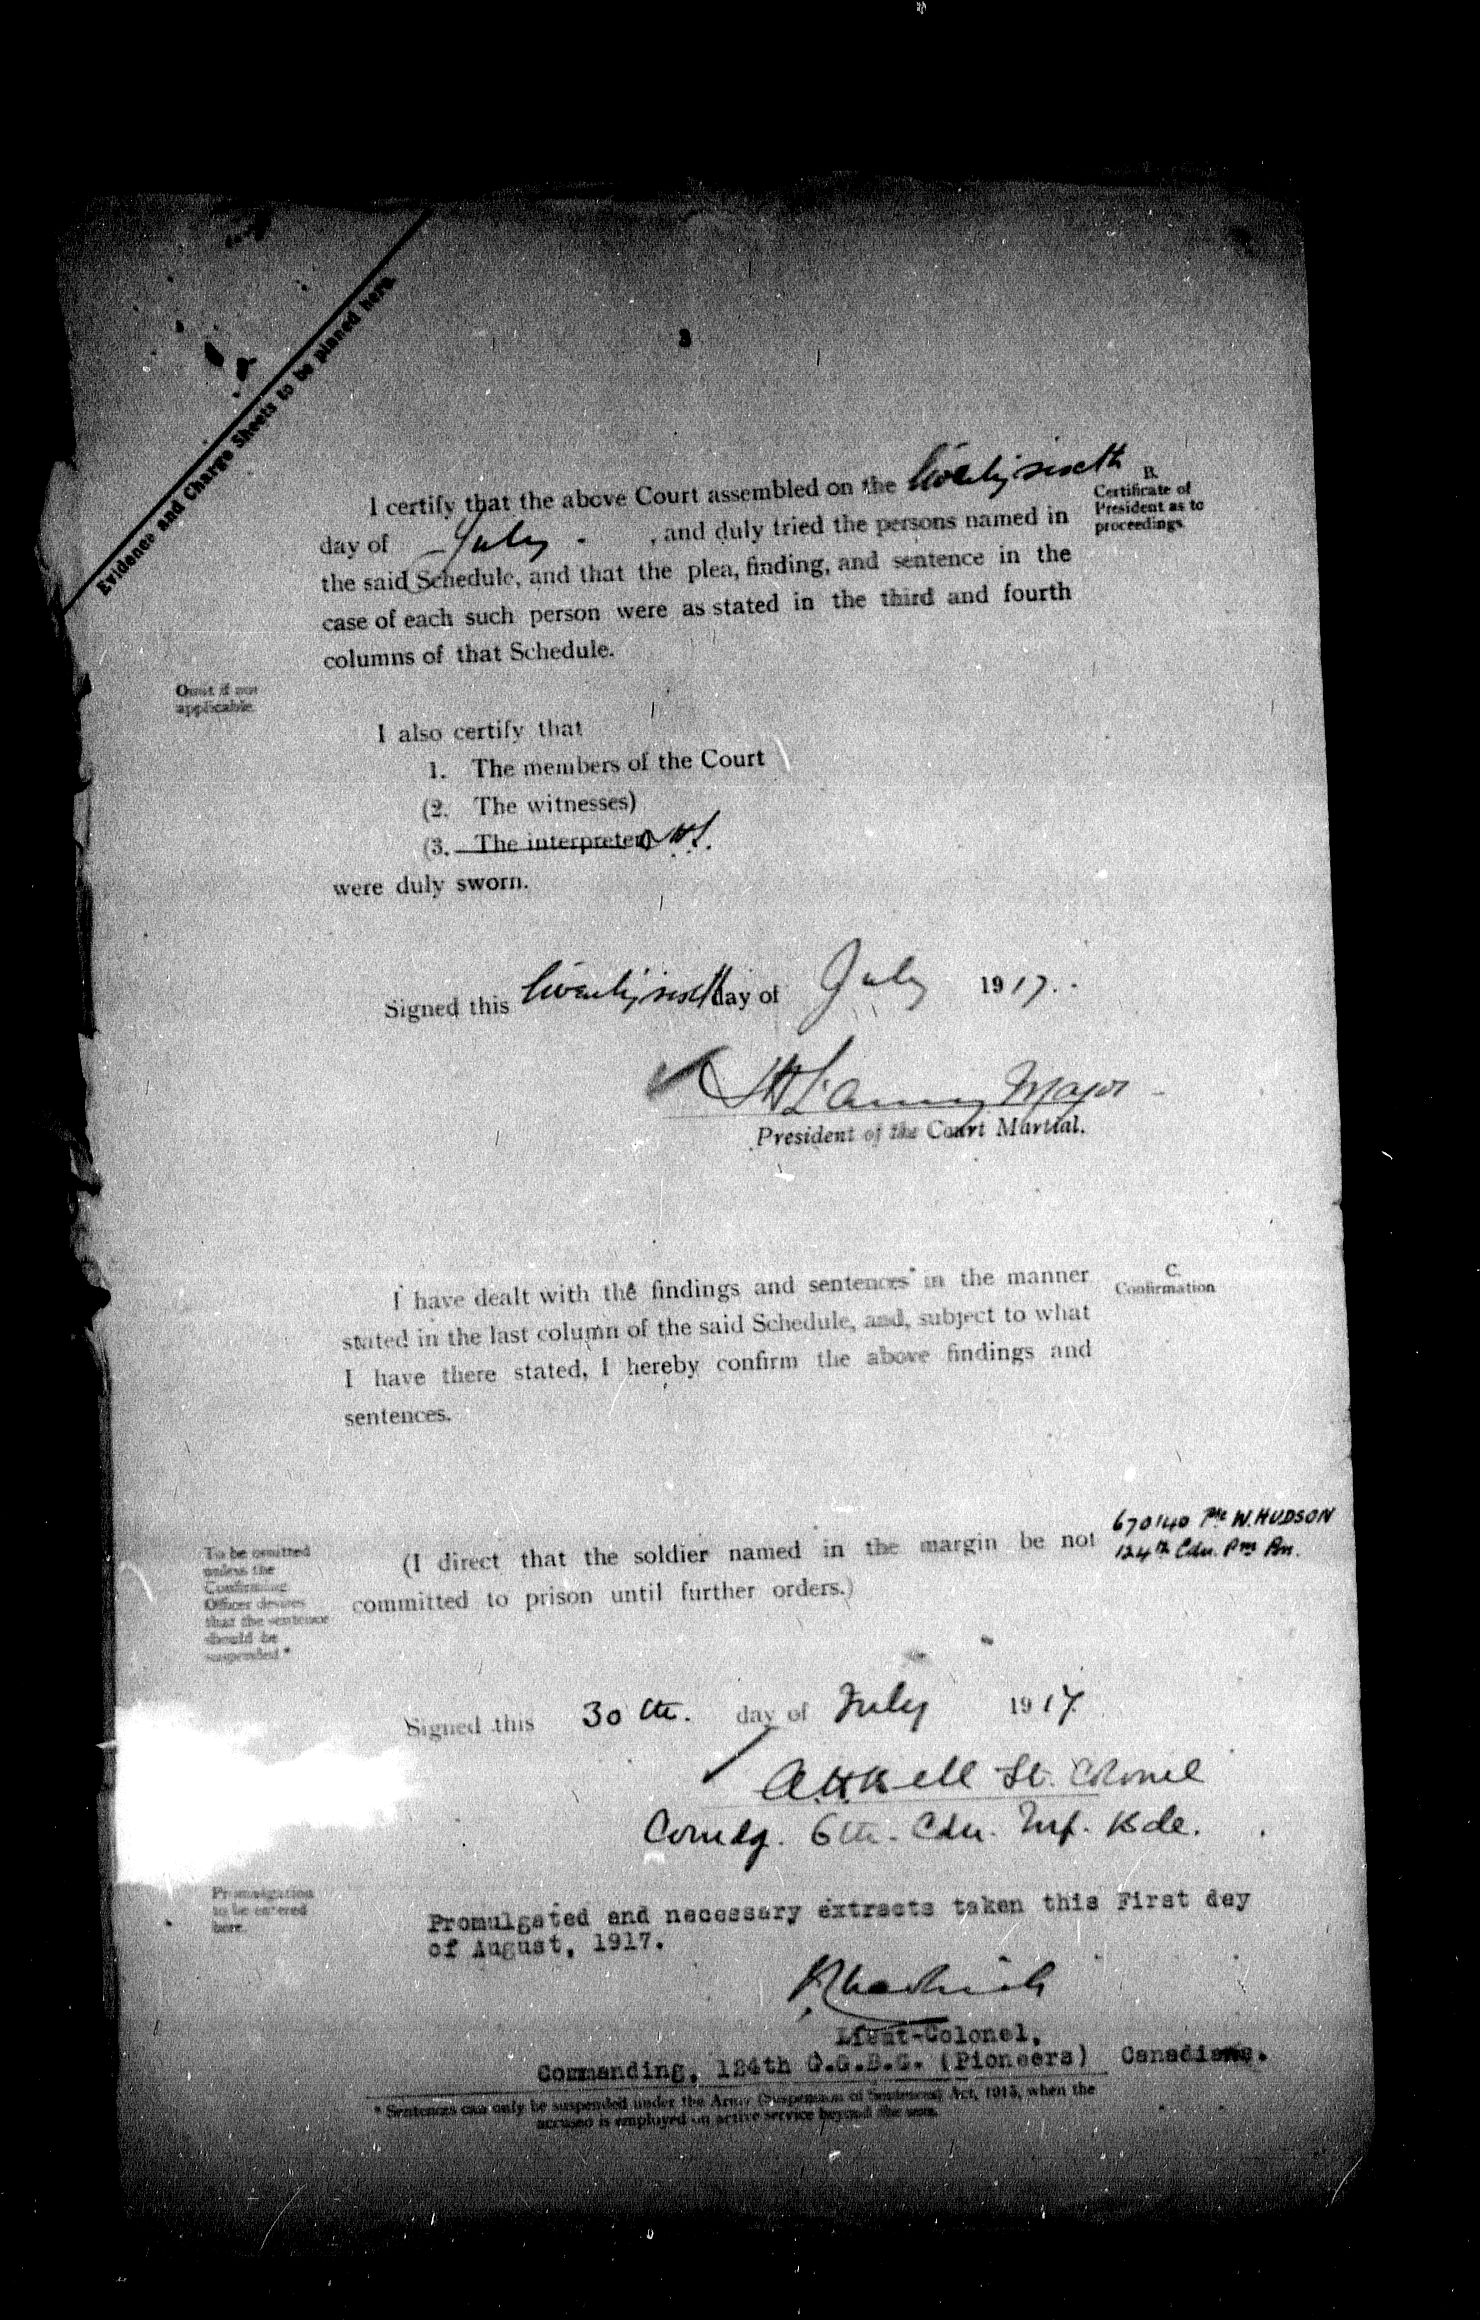 3
Evidence and Charge Sheets to be placed here.
I certify that the above Court assembled on the twenty sixth
day of July. , and duly tried the persons named in
the said Schedule, and that the plea, finding, and sentence in the
case of each such person were as stated in the third and fourth
columns of that Schedule.
B.
Certificate of
President as to
proceedings.
Omit if not
applicable.
I also certify that
1. The members of the Court
(2. The witnesses)
(3. The interpreter)
were duly sworn.
Signed this twenty sixth day of July 1917.
Major
President of the Court Martial.
I have dealt with the findings and sentences* in the manner
stated in the last column of the said Schedule, and, subject to what
I have there stated, I hereby confirm the above findings and
sentences.
C.
Confirmation
To be omitted
unless the
Confirming
Officer desires
that the sentence
should be
suspended*
(I direct that the soldier named in the margin be not
committed to prison until further orders.)
670140 Pte W. HUDSON
124th Cdn. Pnr Bn.
Signed this 30th. day of July 1917
A.H. Bell Lt. Colonel
Comdg. 6th. Cdn. Inf. Bde.
Promulgation
to be entered
here.
Promulgated and necessary extracts taken this First day
of August, 1917.
Lieut-Colonel,
Commanding, 124th G.G.B.G. (Pioneers) Canadians.
* Sentences can only be suspended under the Army (Suspension of Sentences) Act, 1915, when the
accused is employed on active service beyond the seas.